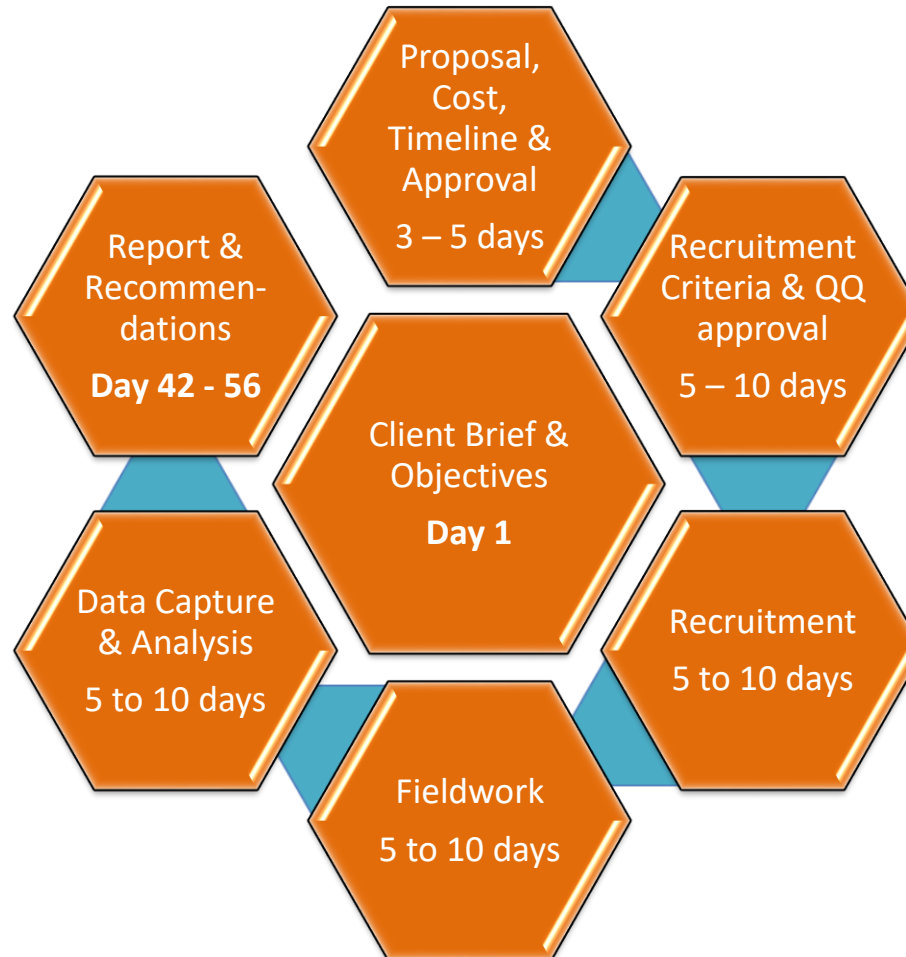 Proposal,
Cost,
Timeline &
Approval
3 – 5 days
Recruitment
Criteria & QQ
approval
5 – 10 days
Recruitment
5 to 10 days
Fieldwork
5 to 10 days
Data Capture
& Analysis
5 to 10 days
Report &
Recommen-
dations
Day 42 - 56
Client Brief &
Objectives
Day 1